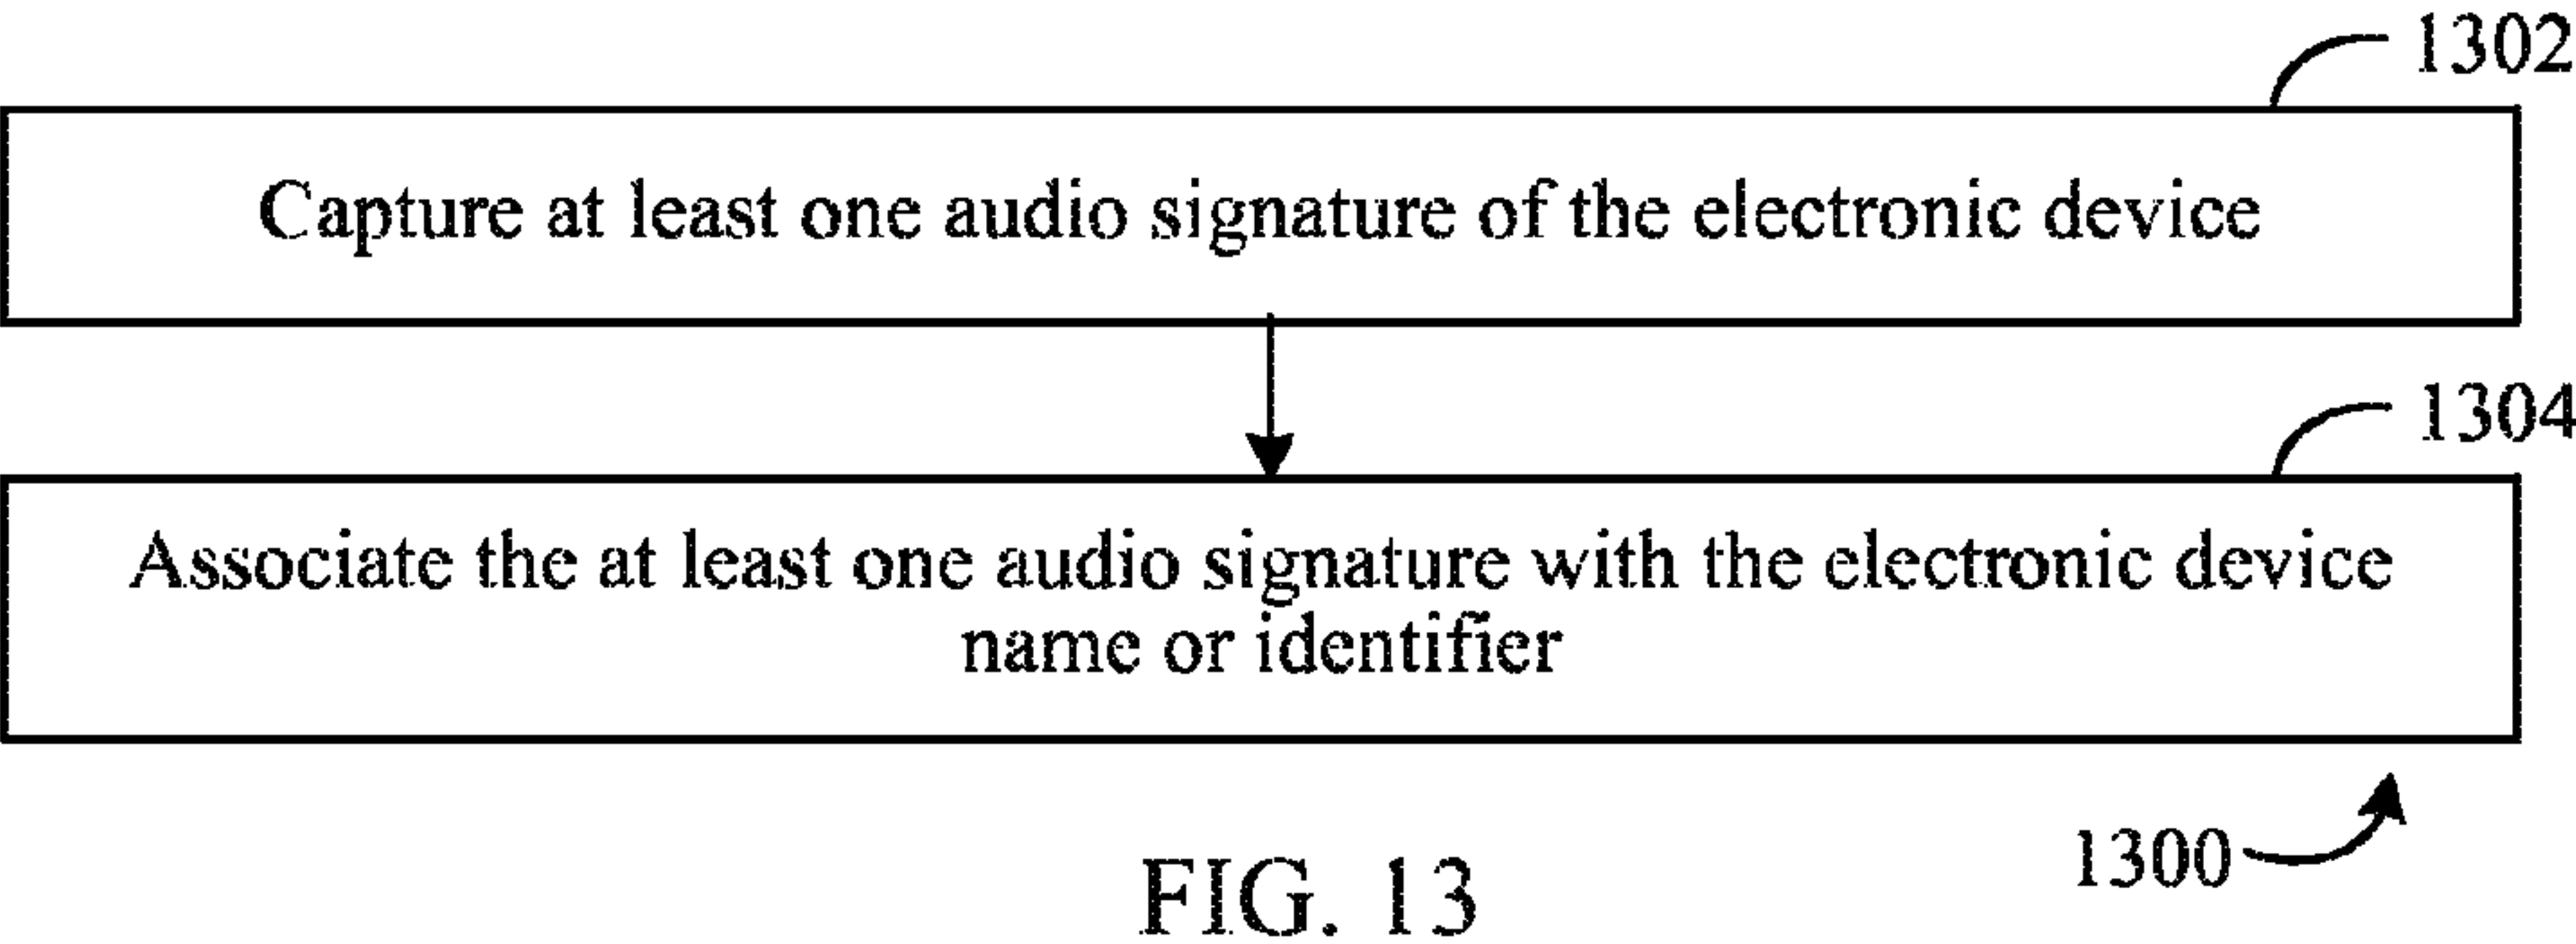 1302
Capture at least one audio signature of the electronic device
1304
Associate the at least one audio signature with the electronic device
name or identifier
1300
FIG. 13